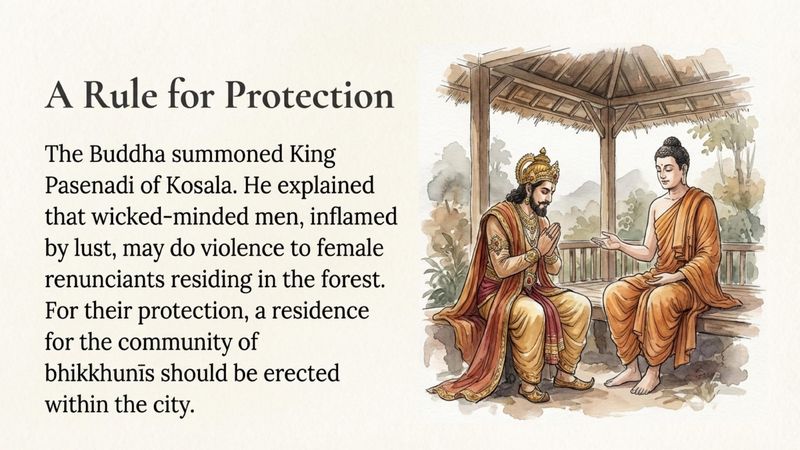 A Rule for Protection
The Buddha summoned King
Pasenadi of Kosala. He explained
that wicked-minded men, inflamed
by lust, may do violence to female
renunciants residing in the forest.
For their protection, a residence
for the community of
bhikkhunīs should be erected
within the city.